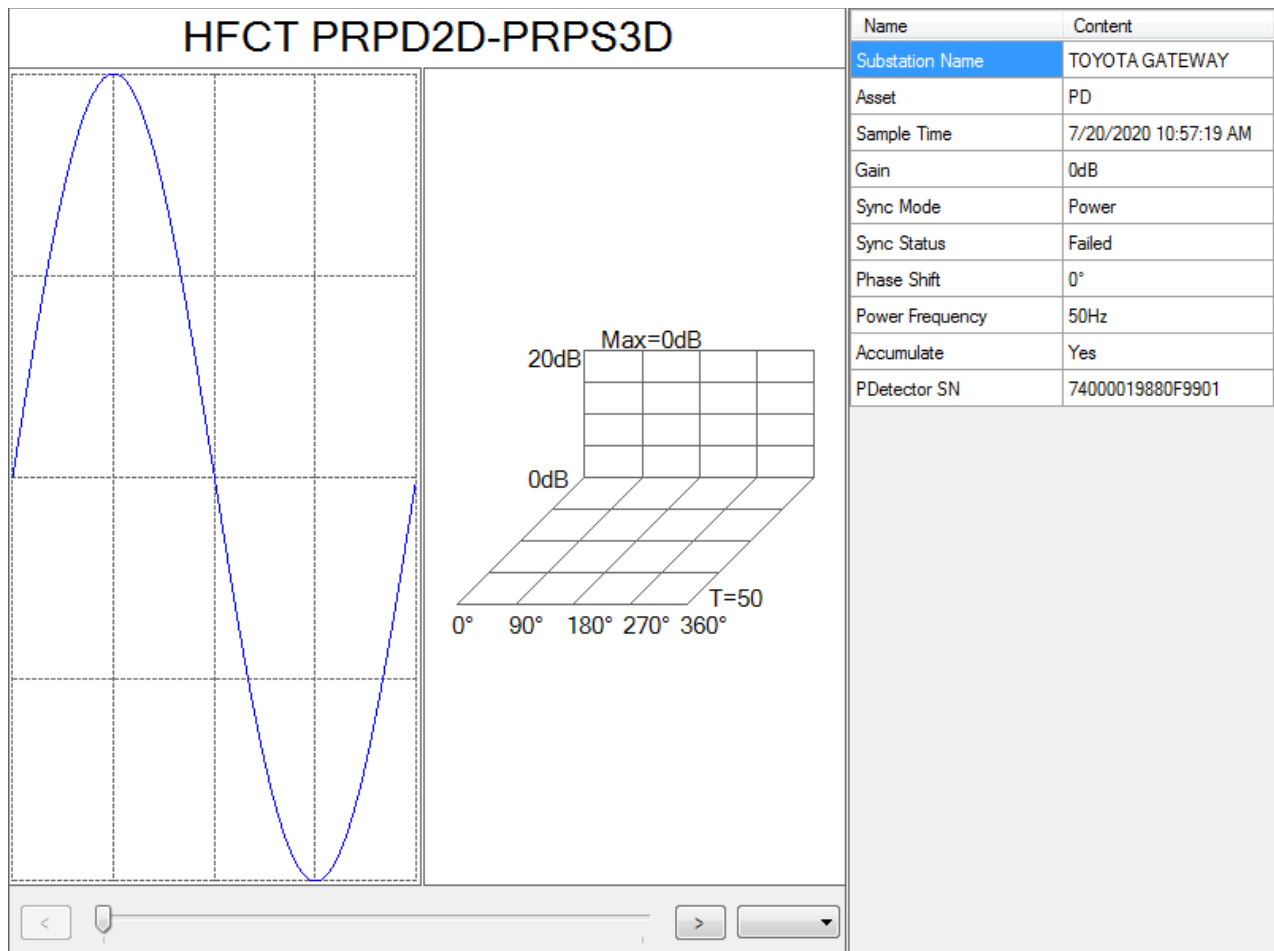 HFCT PRPD2D-PRPS3D
Max=0dB
20dB
0dB
T=50
0° 90° 180° 270° 360°
< >
Name Content
Substation Name TOYOTA GATEWAY
Asset PD
Sample Time 7/20/2020 10:57:19 AM
Gain 0dB
Sync Mode Power
Sync Status Failed
Phase Shift 0°
Power Frequency 50Hz
Accumulate Yes
PDetector SN 74000019880F9901